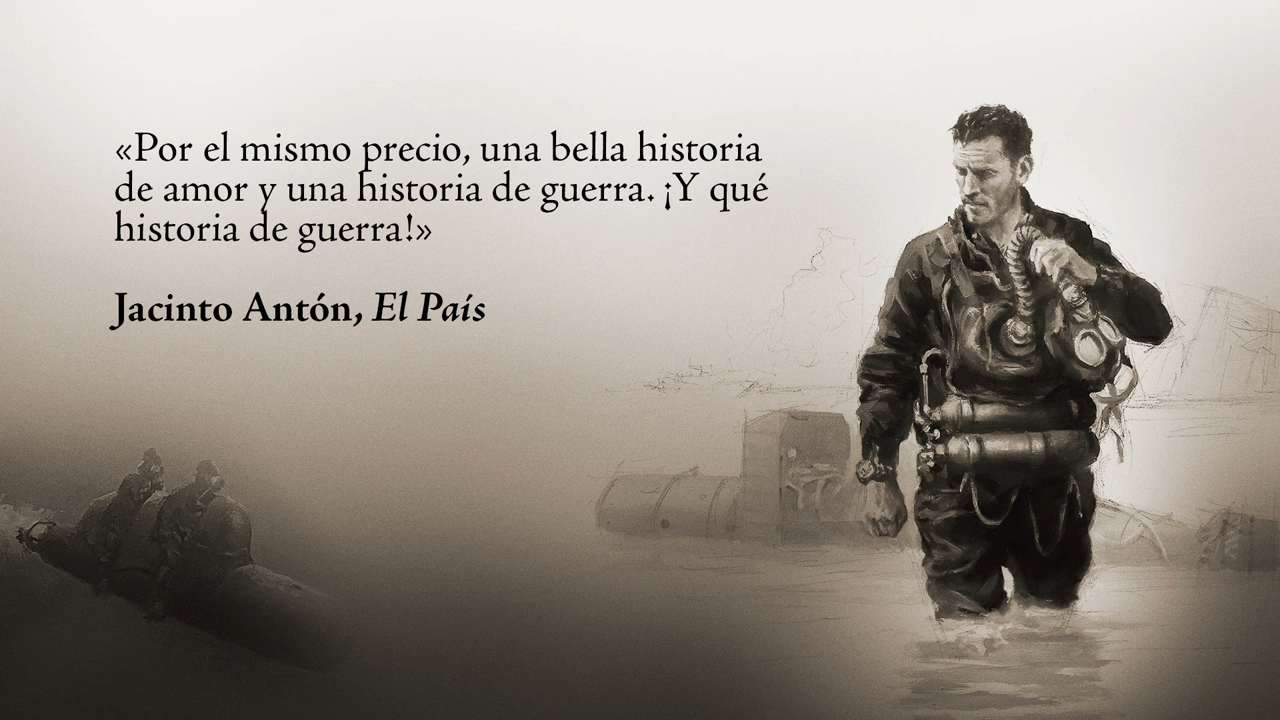 «Por el mismo precio, una bella historia
de amor y una historia de guerra. ¡Y qué
historia de guerra!»
Jacinto Antón, El País